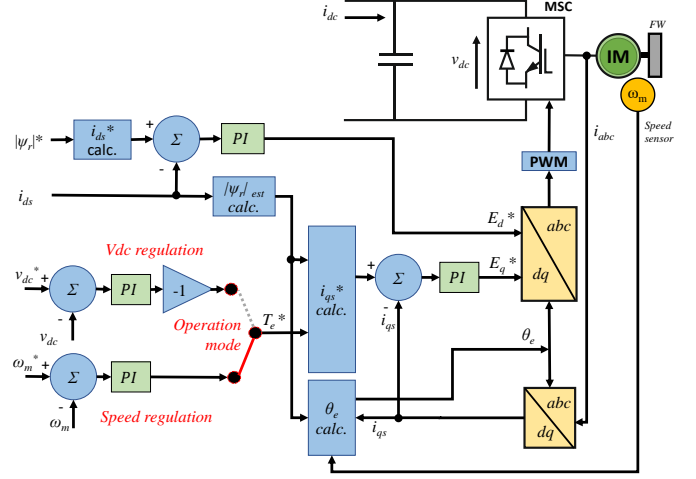 MSC
i_dc
FW
v_dc
IM
ω_m
Speed
sensor
i_abc
|ψ_r|*
i_ds*
calc.
+
Σ
-
PI
PWM
i_ds
|ψ_r|_est
calc.
E_d*
abc
dq
Vdc regulation
v_dc*
+
Σ
-
PI
-1
v_dc
Operation
mode
T_e*
i_qs*
calc.
+
Σ
-
i_qs
PI
E_q*
ω_m*
+
Σ
-
PI
ω_m
Speed regulation
θ_e
θ_e
calc.
i_qs
abc
dq